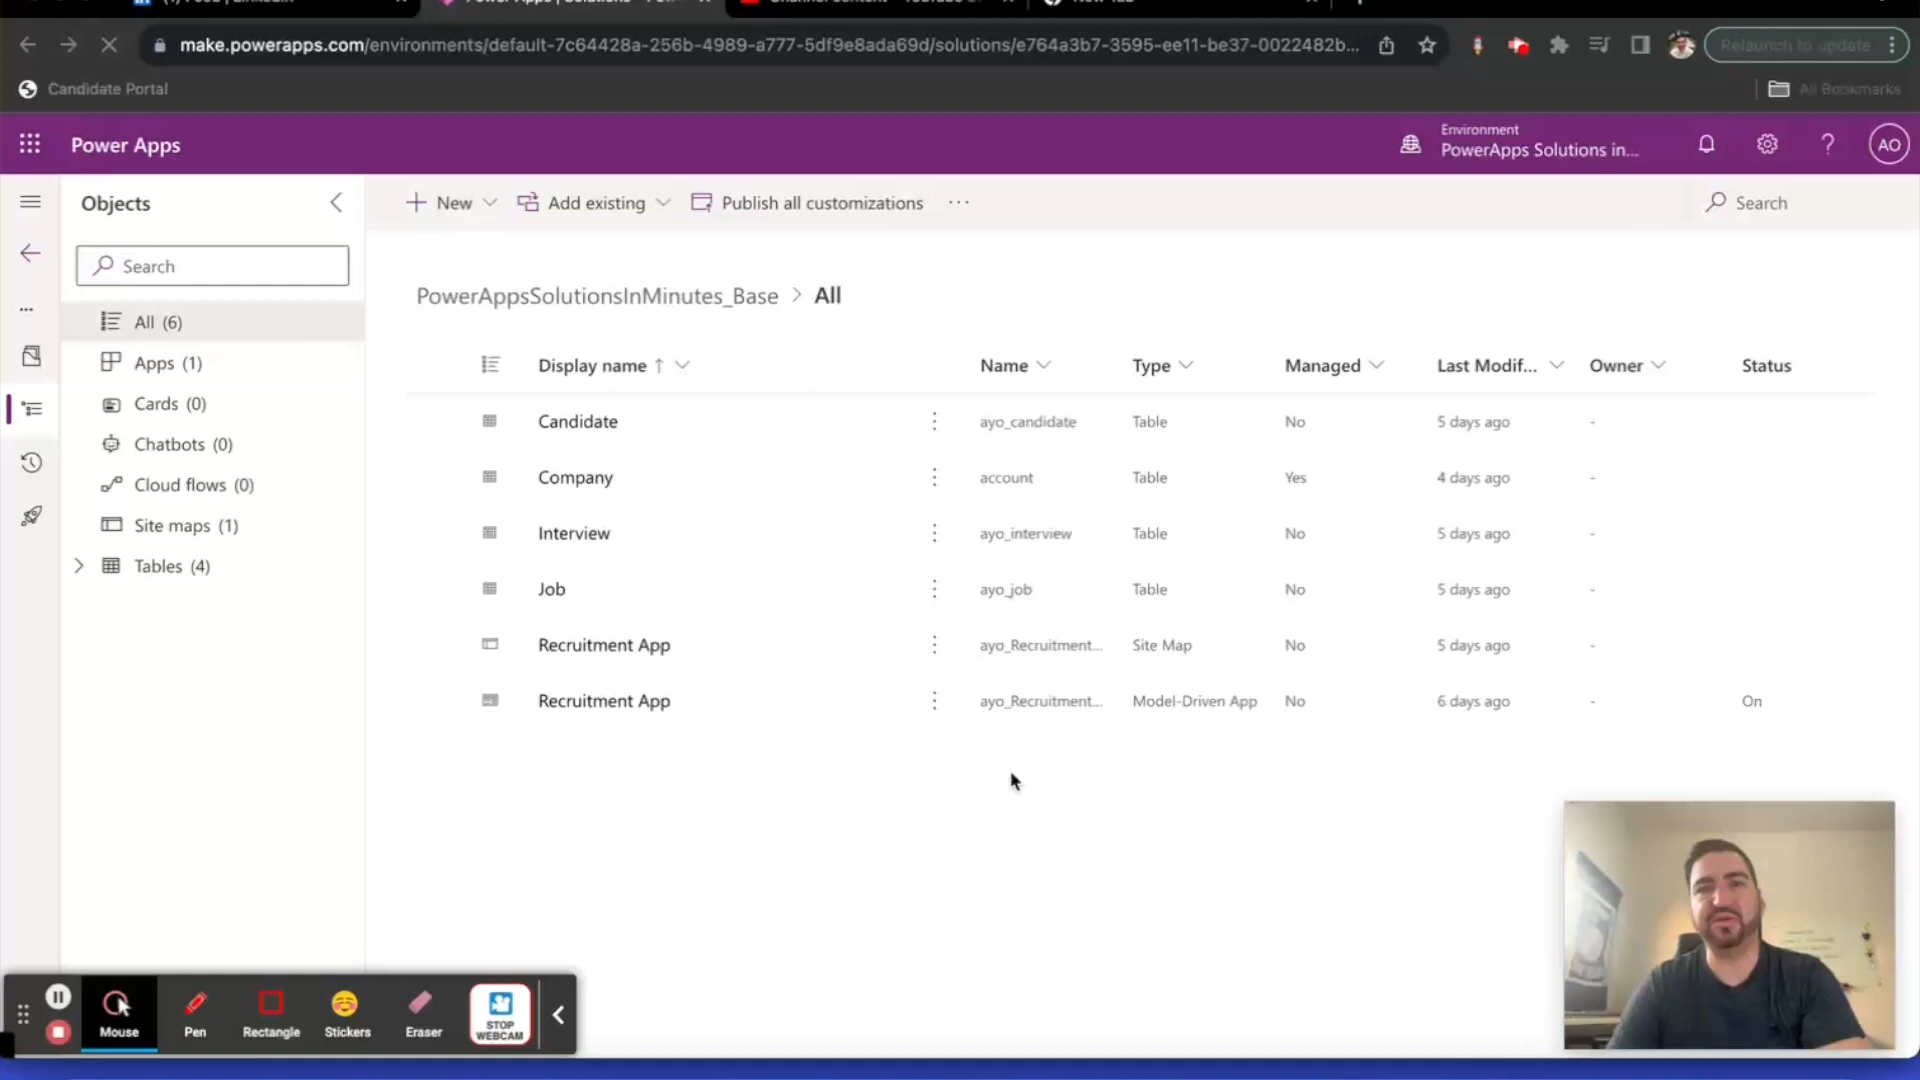 make.powerapps.com/environments/default-7c64428a-256b-4989-a777-5df9e8ada69d/solutions/e764a3b7-3595-ee11-be37-0022482b...
Relaunch to update
Candidate Portal
All Bookmarks
Power Apps
Environment
PowerApps Solutions in...
AO
Objects
New
Add existing
Publish all customizations
Search
Search
PowerAppsSolutionsInMinutes_Base > All
All (6)
Apps (1)
Cards (0)
Chatbots (0)
Cloud flows (0)
Site maps (1)
Tables (4)
Display name ↑ Name Type Managed Last Modif... Owner Status
Candidate ayo_candidate Table No 5 days ago -
Company account Table Yes 4 days ago -
Interview ayo_interview Table No 5 days ago -
Job ayo_job Table No 5 days ago -
Recruitment App ayo_Recruitment... Site Map No 5 days ago -
Recruitment App ayo_Recruitment... Model-Driven App No 6 days ago - On
Mouse
Pen
Rectangle
Stickers
Eraser
STOP
WEBCAM